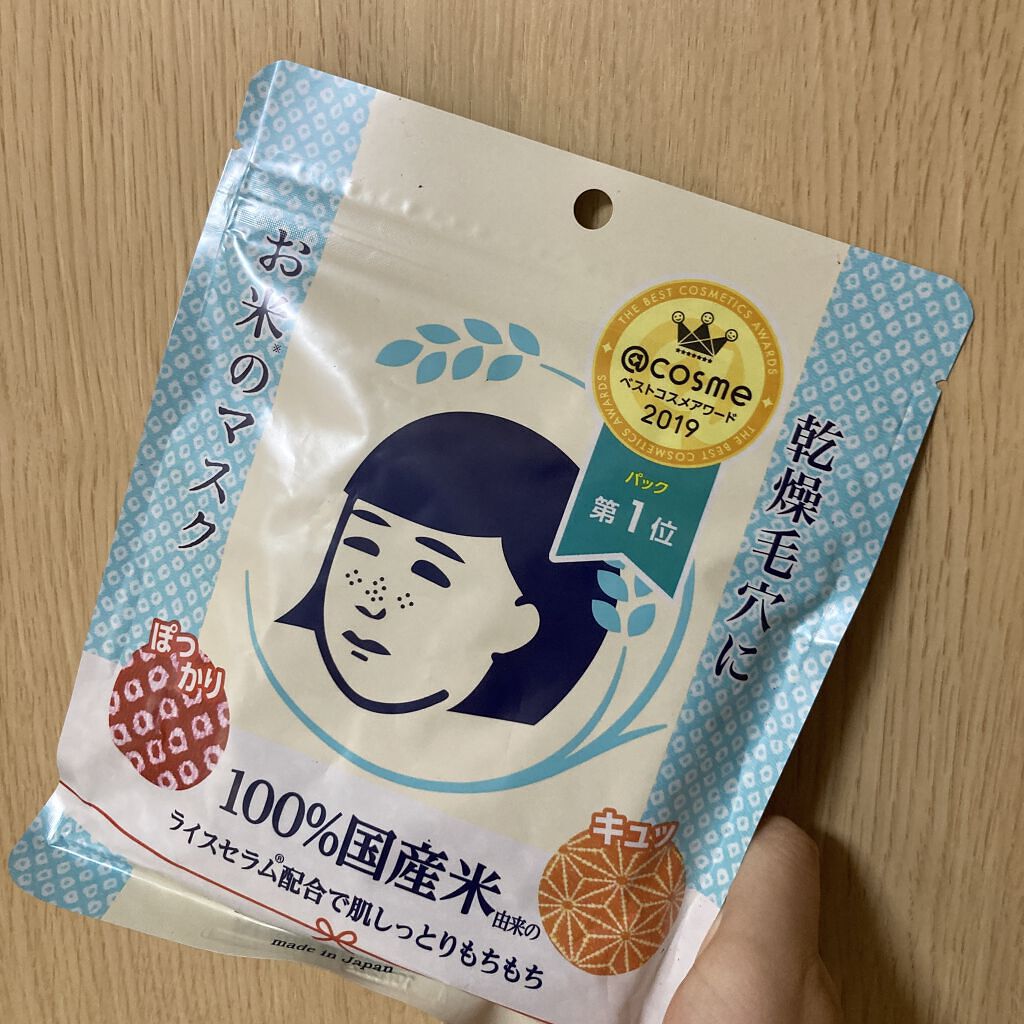 乾燥毛穴に
お米※のマスク
THE BEST COSMETICS AWARDS
@cosme
ベストコスメアワード
2019
THE BEST COSMETICS AWARDS
パック
第1位
ぽっ
かり
キュッ
100%国産米由来の
ライスセラム®配合で肌しっとりもちもち
made in Japan